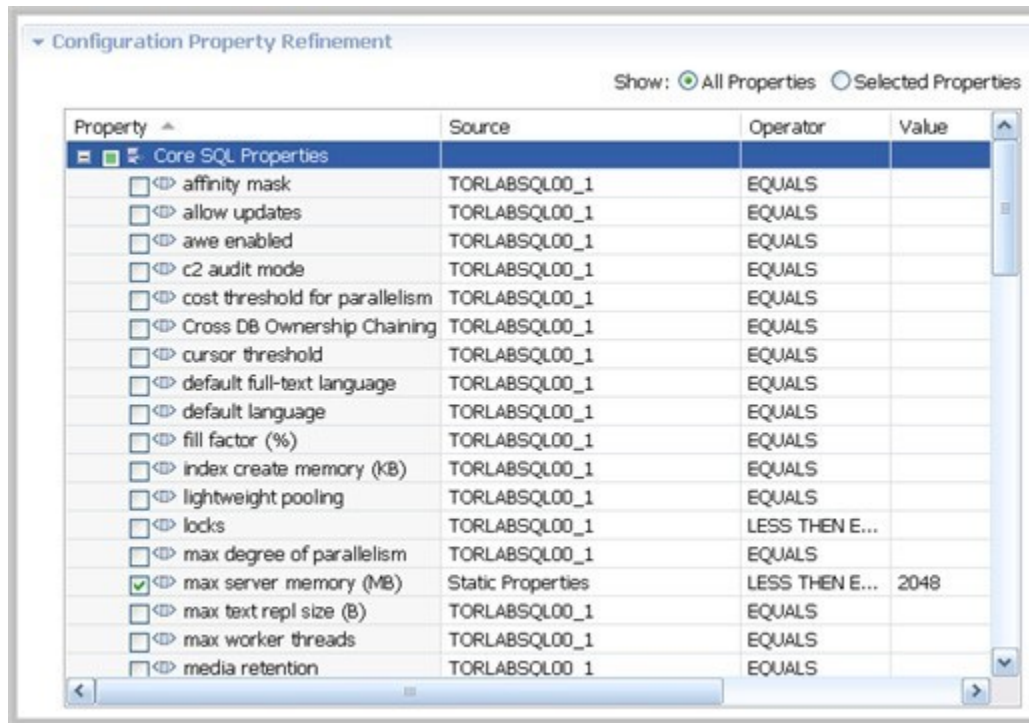 Configuration Property Refinement
Show: All Properties Selected Properties
Property Source Operator Value
Core SQL Properties
affinity mask TORLABSQL00_1 EQUALS
allow updates TORLABSQL00_1 EQUALS
awe enabled TORLABSQL00_1 EQUALS
c2 audit mode TORLABSQL00_1 EQUALS
cost threshold for parallelism TORLABSQL00_1 EQUALS
Cross DB Ownership Chaining TORLABSQL00_1 EQUALS
cursor threshold TORLABSQL00_1 EQUALS
default full-text language TORLABSQL00_1 EQUALS
default language TORLABSQL00_1 EQUALS
fill factor (%) TORLABSQL00_1 EQUALS
index create memory (KB) TORLABSQL00_1 EQUALS
lightweight pooling TORLABSQL00_1 EQUALS
locks TORLABSQL00_1 LESS THEN E...
max degree of parallelism TORLABSQL00_1 EQUALS
max server memory (MB) Static Properties LESS THEN E... 2048
max text repl size (B) TORLABSQL00_1 EQUALS
max worker threads TORLABSQL00_1 EQUALS
media retention TORLABSQL00_1 EQUALS